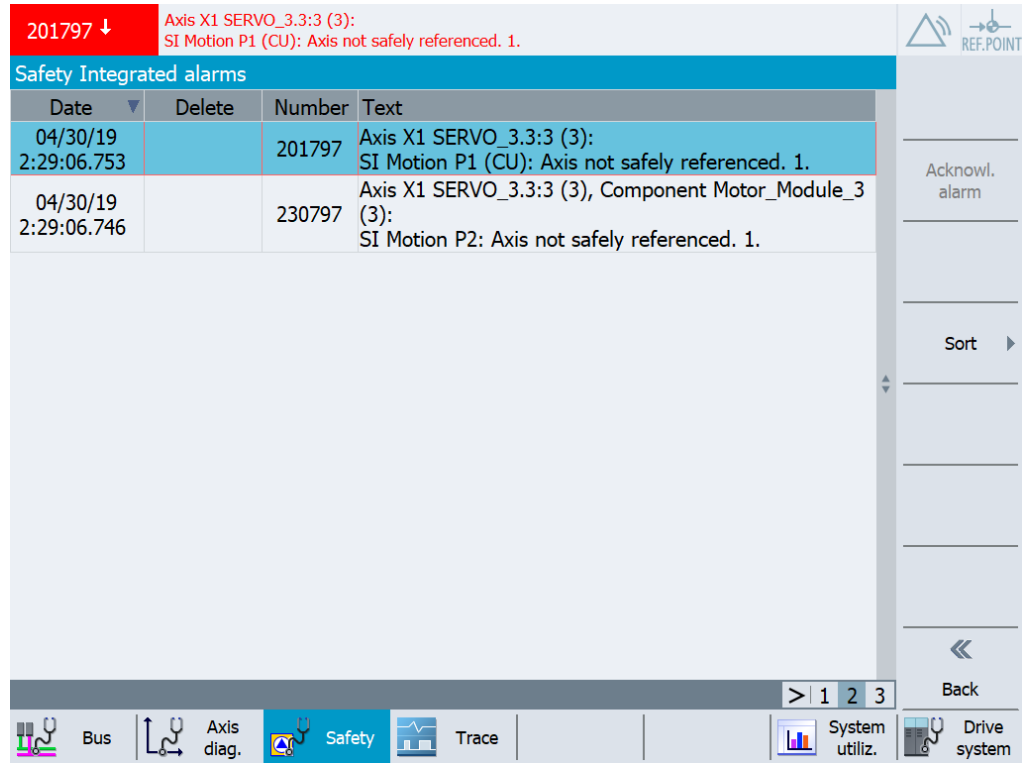 201797
Axis X1 SERVO_3.3:3 (3):
SI Motion P1 (CU): Axis not safely referenced. 1.
REF.POINT
Safety Integrated alarms
Date Delete Number Text
04/30/19
2:29:06.753
201797
Axis X1 SERVO_3.3:3 (3):
SI Motion P1 (CU): Axis not safely referenced. 1.
04/30/19
2:29:06.746
230797
Axis X1 SERVO_3.3:3 (3), Component Motor_Module_3
(3):
SI Motion P2: Axis not safely referenced. 1.
Acknowl.
alarm
Sort
Back
> 1 2 3
Bus
Axis
diag.
Safety
Trace
System
utiliz.
Drive
system